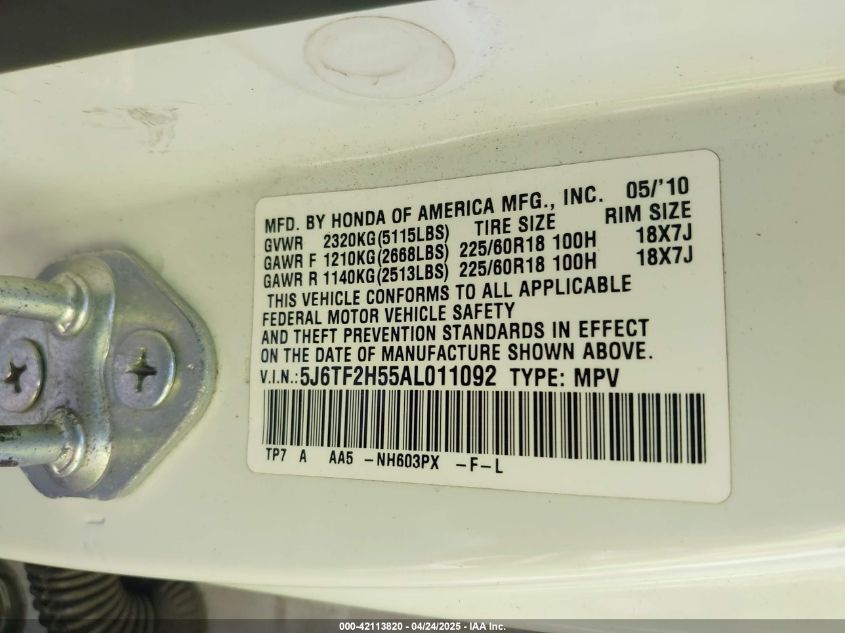 MFD. BY HONDA OF AMERICA MFG., INC. 05/'10
GVWR 2320KG(5115LBS) TIRE SIZE RIM SIZE
GAWR F 1210KG(2668LBS) 225/60R18 100H 18X7J
GAWR R 1140KG(2513LBS) 225/60R18 100H 18X7J
THIS VEHICLE CONFORMS TO ALL APPLICABLE
FEDERAL MOTOR VEHICLE SAFETY
AND THEFT PREVENTION STANDARDS IN EFFECT
ON THE DATE OF MANUFACTURE SHOWN ABOVE.
V.I.N.: 5J6TF2H55AL011092 TYPE: MPV
TP7 A AA5 -NH603PX -F-L
000-42113820 - 04/24/2025 - IAA Inc.